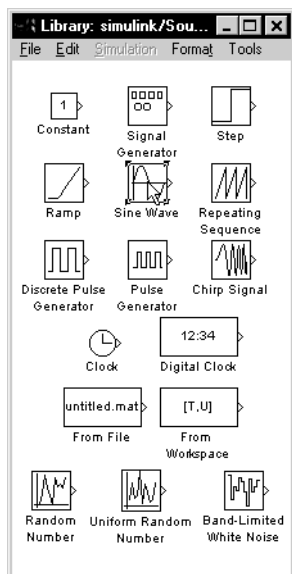 Library: simulink/Sou...
File Edit Simulation Format Tools
1
Constant
Signal
Generator
Step
Ramp
Sine Wave
Repeating
Sequence
Discrete Pulse
Generator
Pulse
Generator
Chirp Signal
Clock
12:34
Digital Clock
untitled.mat
From File
[T,U]
From
Workspace
Random
Number
Uniform Random
Number
Band-Limited
White Noise